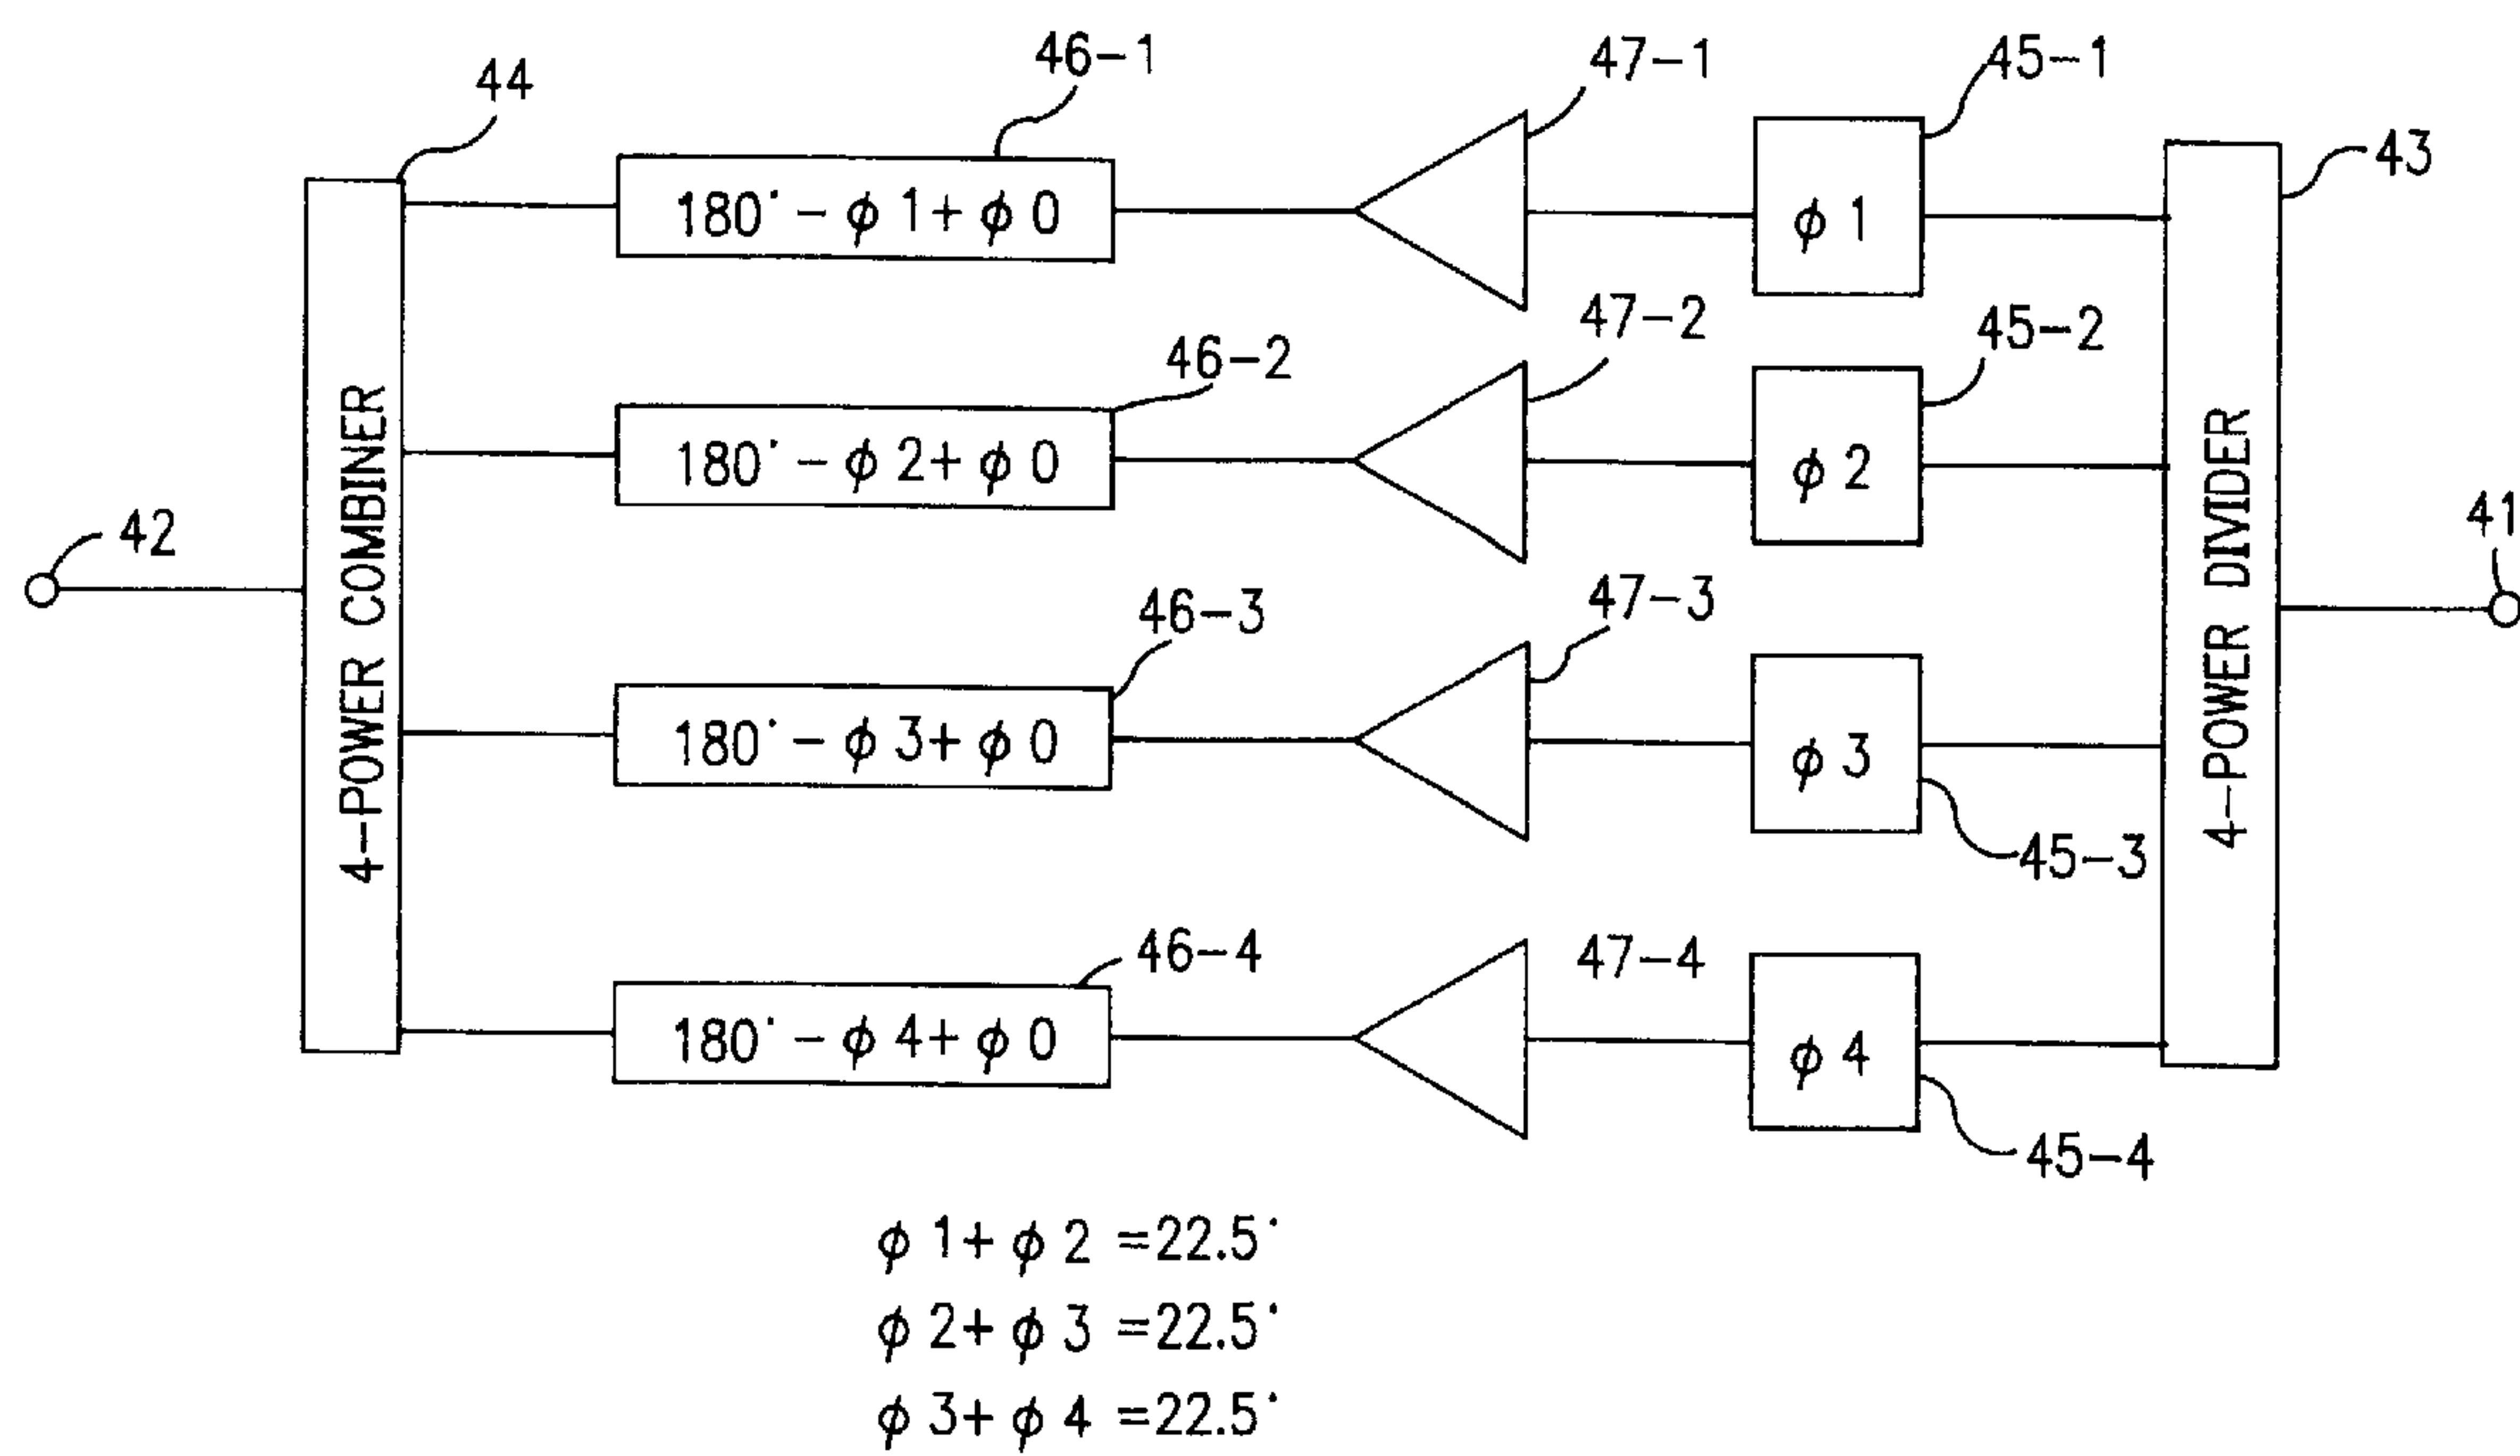 46-1
47-1
45-1
44
43
180° - ϕ 1 + ϕ 0
ϕ 1
46-2
47-2
45-2
180° - ϕ 2 + ϕ 0
ϕ 2
42
4-POWER COMBINER
4-POWER DIVIDER
41
46-3
47-3
45-3
180° - ϕ 3 + ϕ 0
ϕ 3
46-4
47-4
45-4
180° - ϕ 4 + ϕ 0
ϕ 4
ϕ 1 + ϕ 2 = 22.5°
ϕ 2 + ϕ 3 = 22.5°
ϕ 3 + ϕ 4 = 22.5°